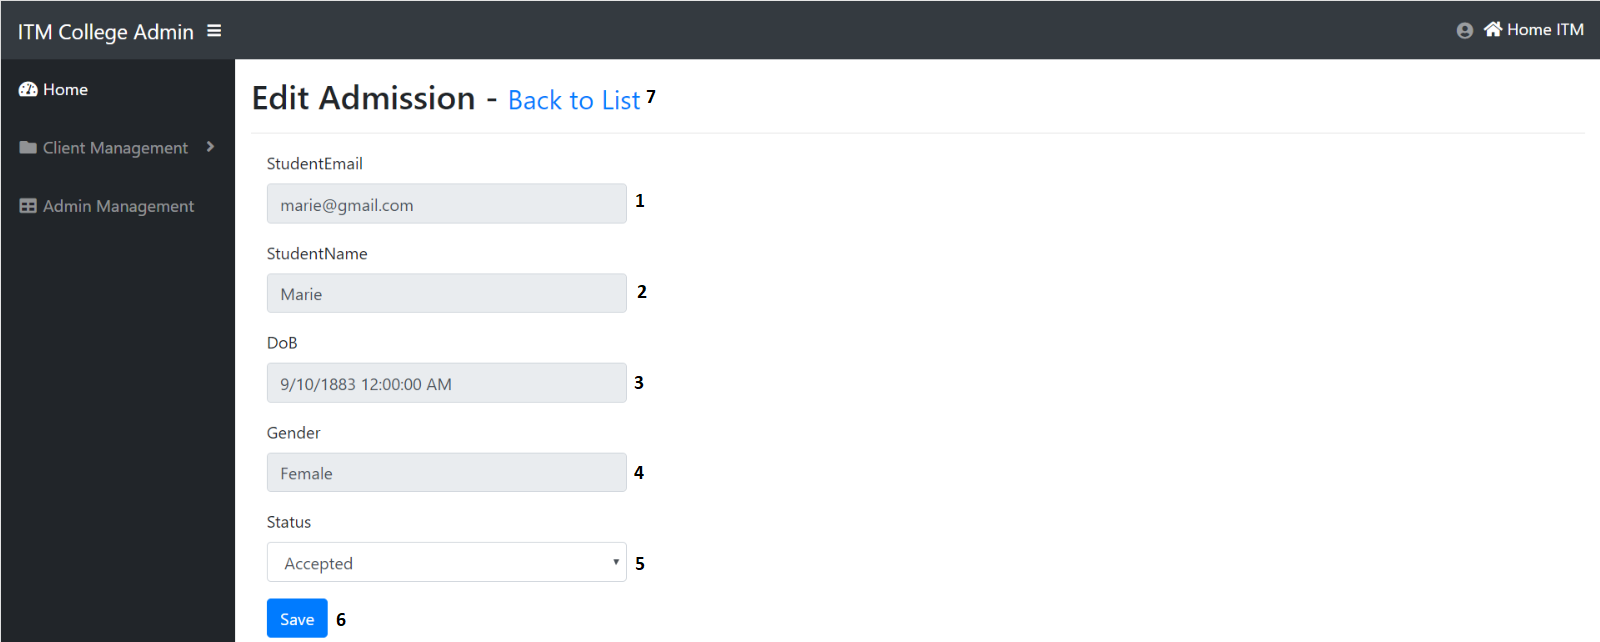 ITM College Admin
Home ITM
Home
Client Management
Admin Management
Edit Admission - Back to List 7
StudentEmail
marie@gmail.com 1
StudentName
Marie 2
DoB
9/10/1883 12:00:00 AM 3
Gender
Female 4
Status
Accepted 5
Save 6